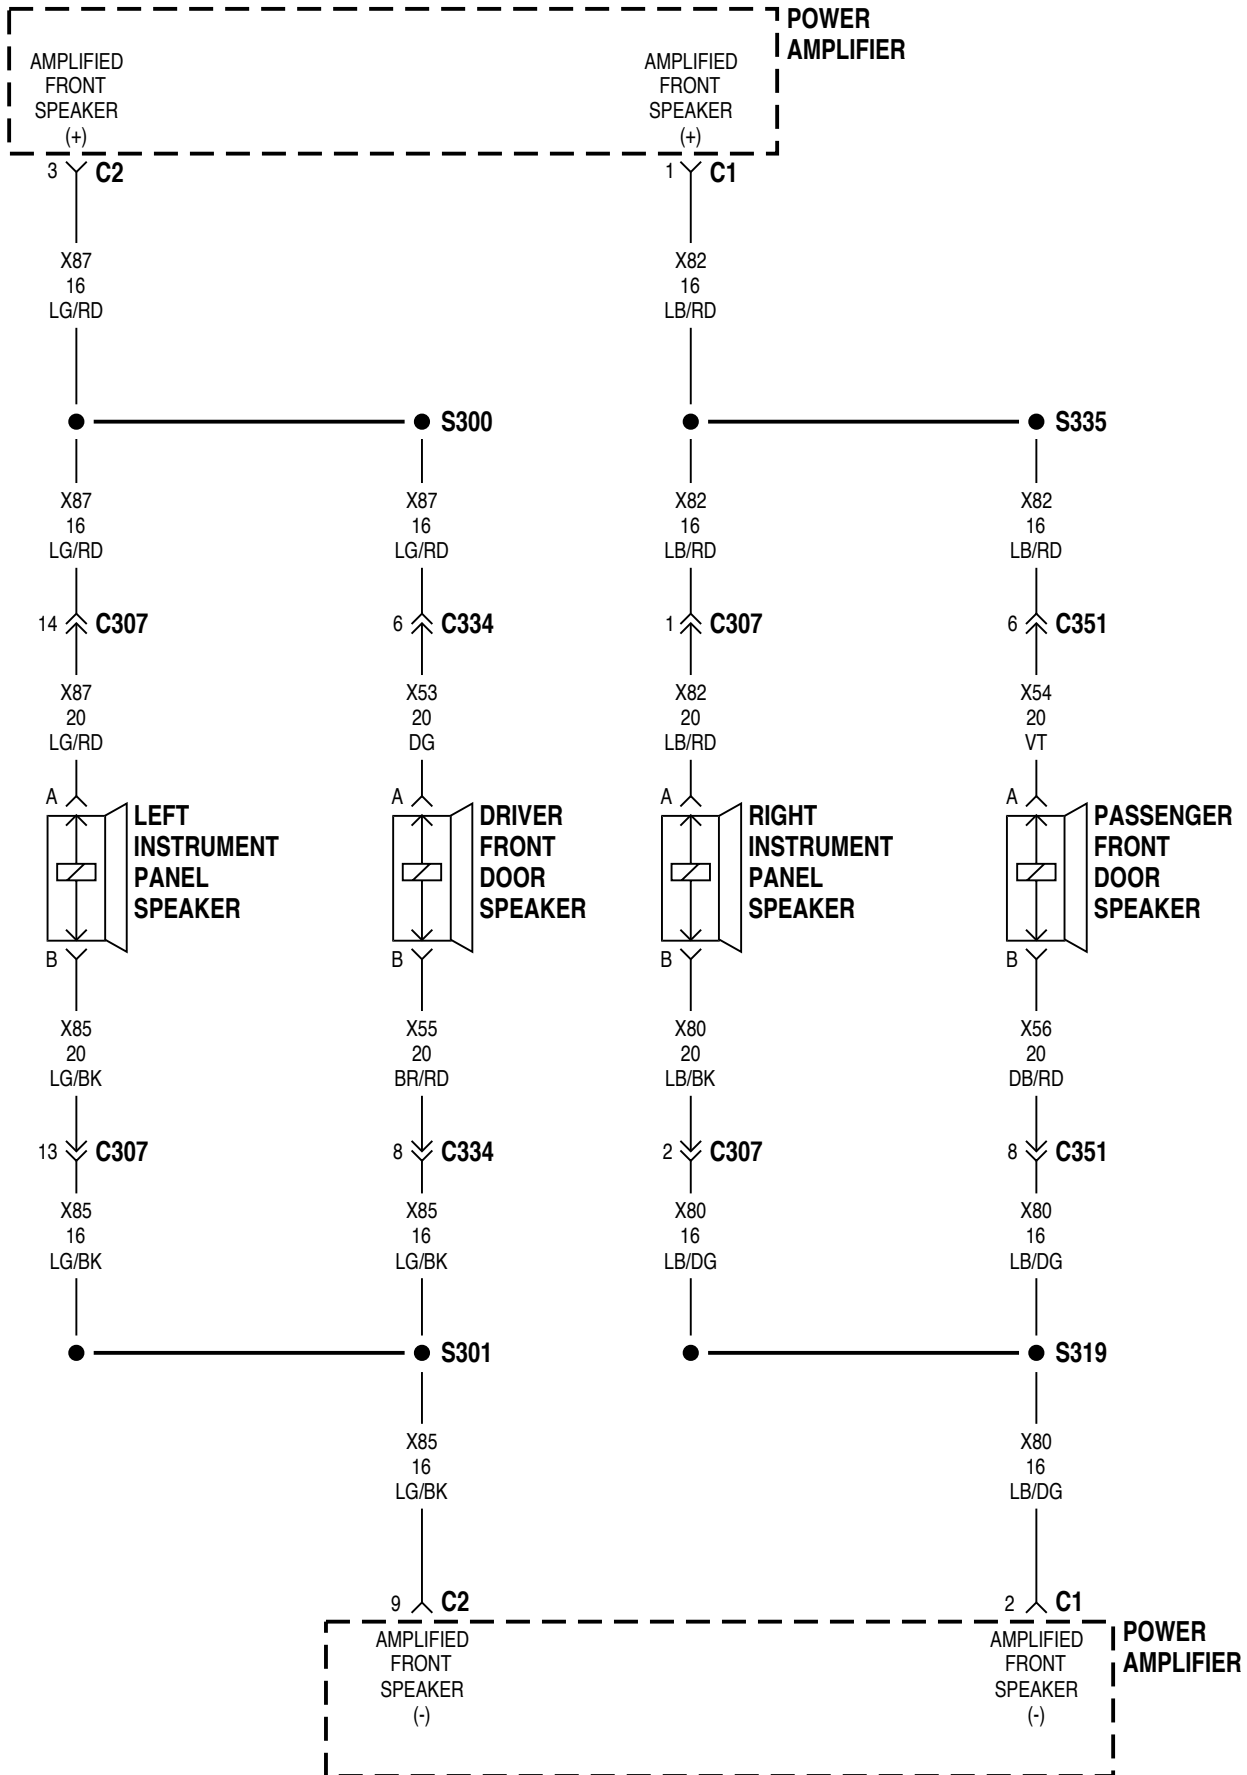 POWER
AMPLIFIER
AMPLIFIED
FRONT
SPEAKER
(+)
AMPLIFIED
FRONT
SPEAKER
(+)
3 C2
1 C1
X87
16
LG/RD
X82
16
LB/RD
S300
S335
X87
16
LG/RD
X87
16
LG/RD
X82
16
LB/RD
X82
16
LB/RD
14 C307
6 C334
1 C307
6 C351
X87
20
LG/RD
X53
20
DG
X82
20
LB/RD
X54
20
VT
A
LEFT
INSTRUMENT
PANEL
SPEAKER
B
A
DRIVER
FRONT
DOOR
SPEAKER
B
A
RIGHT
INSTRUMENT
PANEL
SPEAKER
B
A
PASSENGER
FRONT
DOOR
SPEAKER
B
X85
20
LG/BK
X55
20
BR/RD
X80
20
LB/BK
X56
20
DB/RD
13 C307
8 C334
2 C307
8 C351
X85
16
LG/BK
X85
16
LG/BK
X80
16
LB/DG
X80
16
LB/DG
S301
S319
X85
16
LG/BK
X80
16
LB/DG
9 C2
2 C1
AMPLIFIED
FRONT
SPEAKER
(-)
AMPLIFIED
FRONT
SPEAKER
(-)
POWER
AMPLIFIER